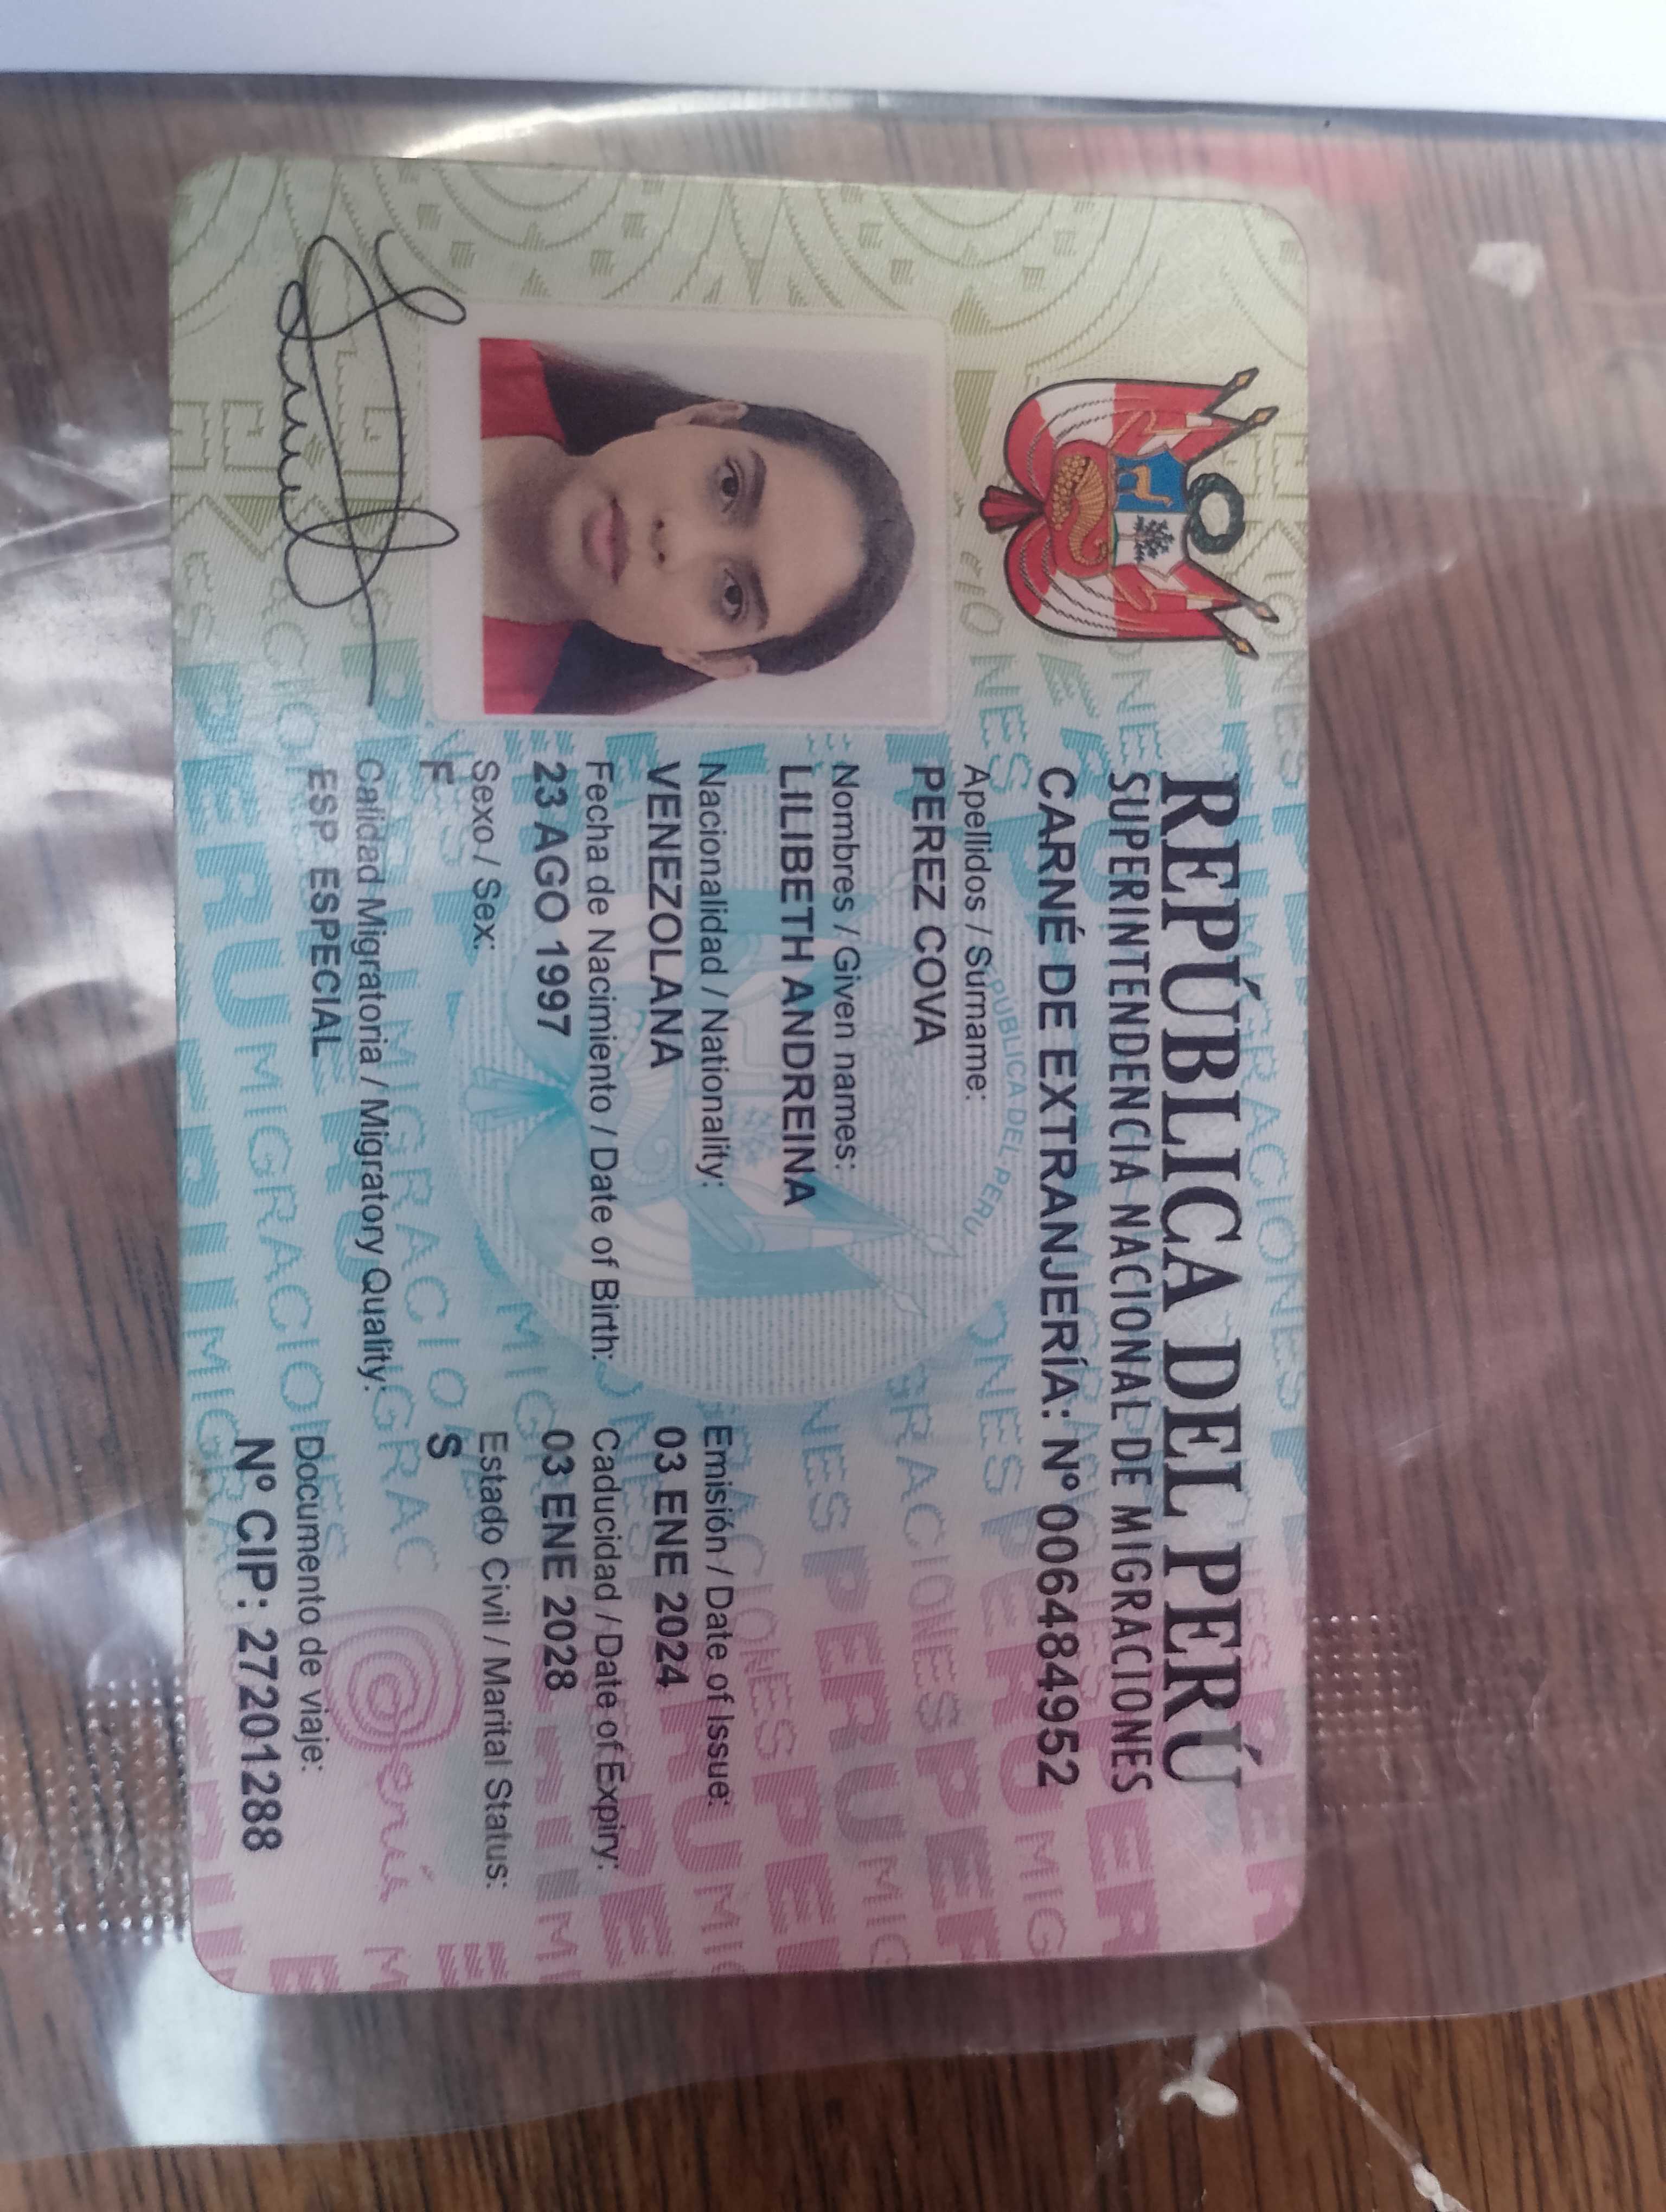 REPÚBLICA DEL PERÚ
SUPERINTENDENCIA NACIONAL DE MIGRACIONES
CARNÉ DE EXTRANJERÍA: Nº 006484952
Apellidos / Surname:
PEREZ COVA
Nombres / Given names:
LILIBETH ANDREINA
Nacionalidad / Nationality:
VENEZOLANA
Emisión / Date of Issue:
03 ENE 2024
Fecha de Nacimiento / Date of Birth:
23 AGO 1997
Caducidad / Date of Expiry:
03 ENE 2028
Sexo / Sex:
F
Estado Civil / Marital Status:
S
Calidad Migratoria / Migratory Quality:
ESP. ESPECIAL
Documento de viaje:
Nº CIP: 27201288